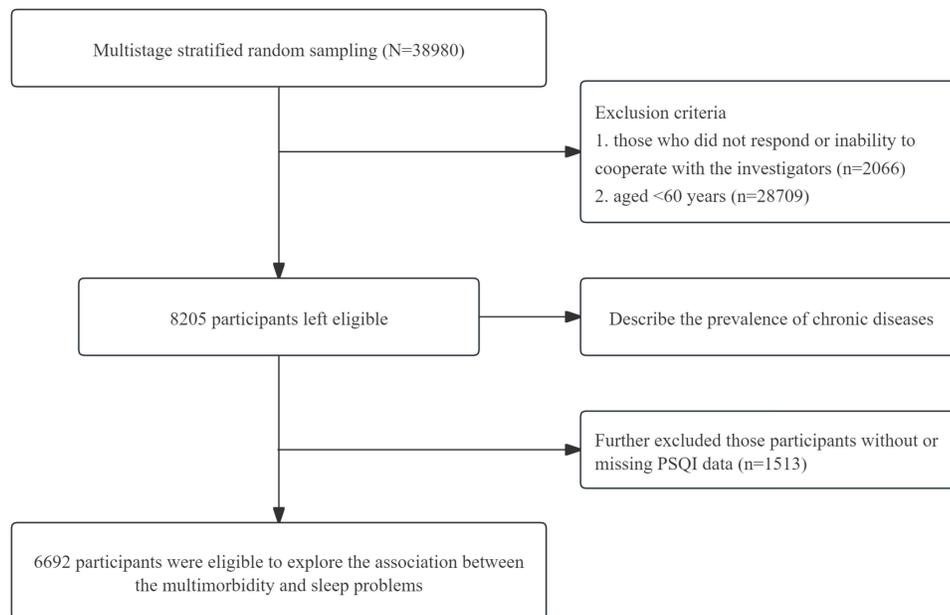 Multistage stratified random sampling (N=38980)
Exclusion criteria
1. those who did not respond or inability to
cooperate with the investigators (n=2066)
2. aged <60 years (n=28709)
8205 participants left eligible
Describe the prevalence of chronic diseases
Further excluded those participants without or
missing PSQI data (n=1513)
6692 participants were eligible to explore the association between
the multimorbidity and sleep problems